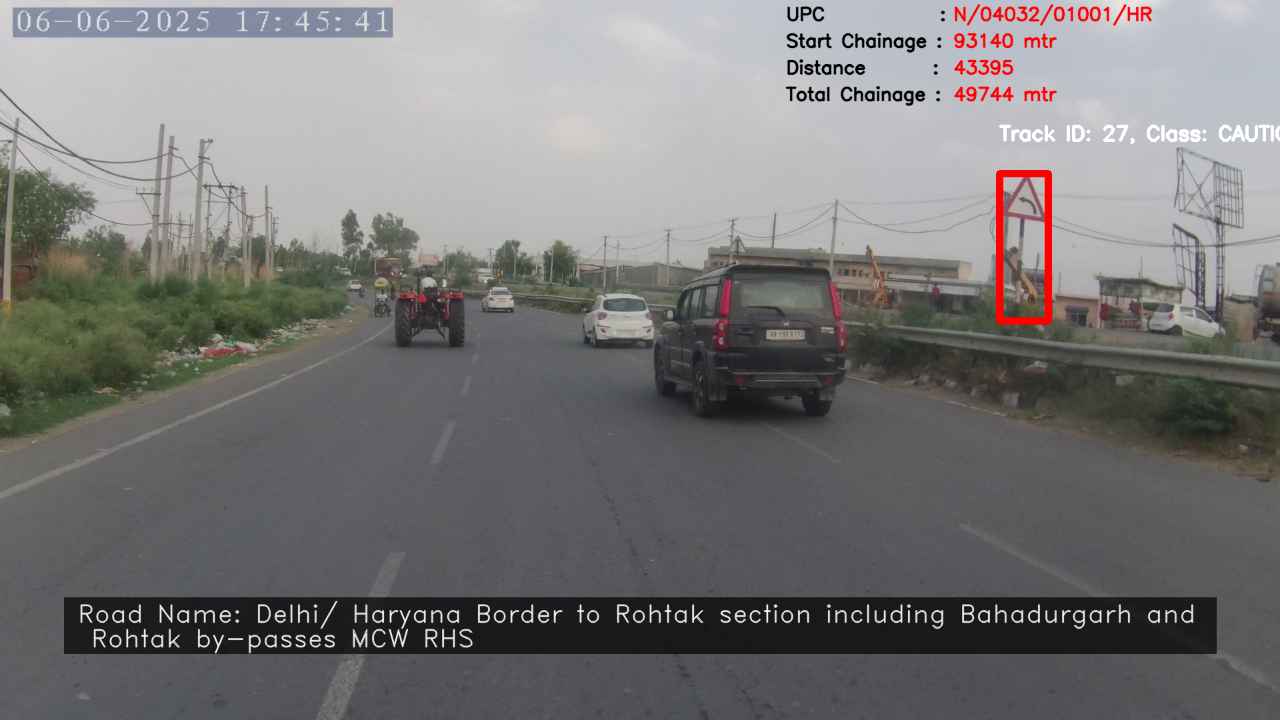 06-06-2025 17:45:41
UPC : N/04032/01001/HR
Start Chainage : 93140 mtr
Distance : 43395
Total Chainage : 49744 mtr
Track ID: 27, Class: CAUTIO
Road Name: Delhi/ Haryana Border to Rohtak section including Bahadurgarh and
Rohtak by-passes MCW RHS